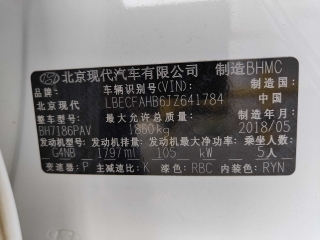 北京现代汽车有限公司 制造BHMC
品牌: 车辆识别号(VIN): 制造国:
北京现代 LBECFAHB6JZ641784 中国
型号: 最大允许总质量: 制造年月:
BH7186PAV 1860kg 2018/05
发动机型号: 发动机排量: 发动机最大净功率: 乘坐人数:
G4NB 1797ml 105 kW 5人
变速器: P 主减速比: K 漆色: RBC 内装色: RYN